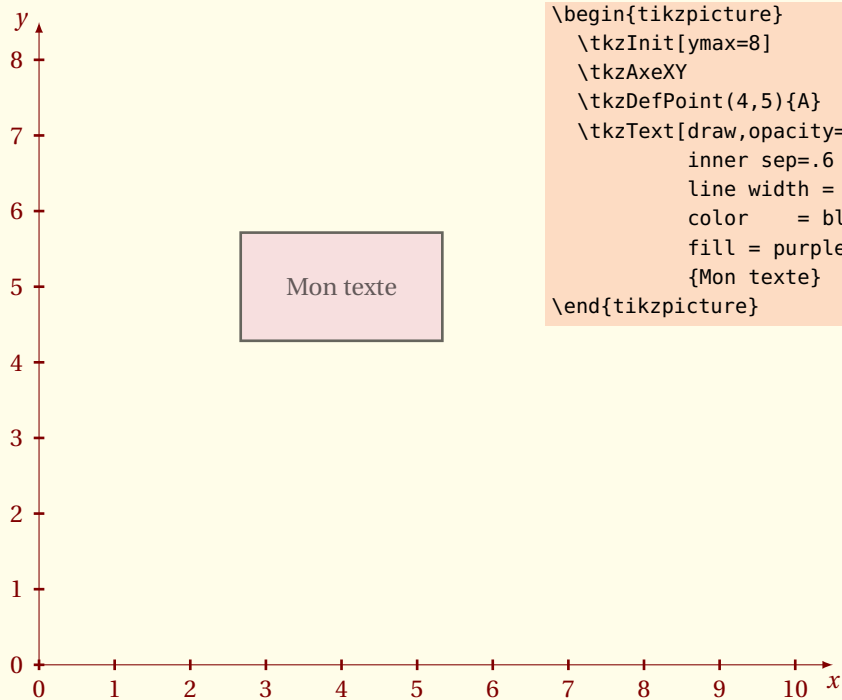 y
8
7
6
5
4
3
2
1
0
0 1 2 3 4 5 6 7 8 9 10 x
Mon texte
\begin{tikzpicture}
\tkzInit[ymax=8]
\tkzAxeXY
\tkzDefPoint(4,5){A}
\tkzText[draw,opacity=
inner sep=.6
line width =
color = bl
fill = purple
{Mon texte}
\end{tikzpicture}